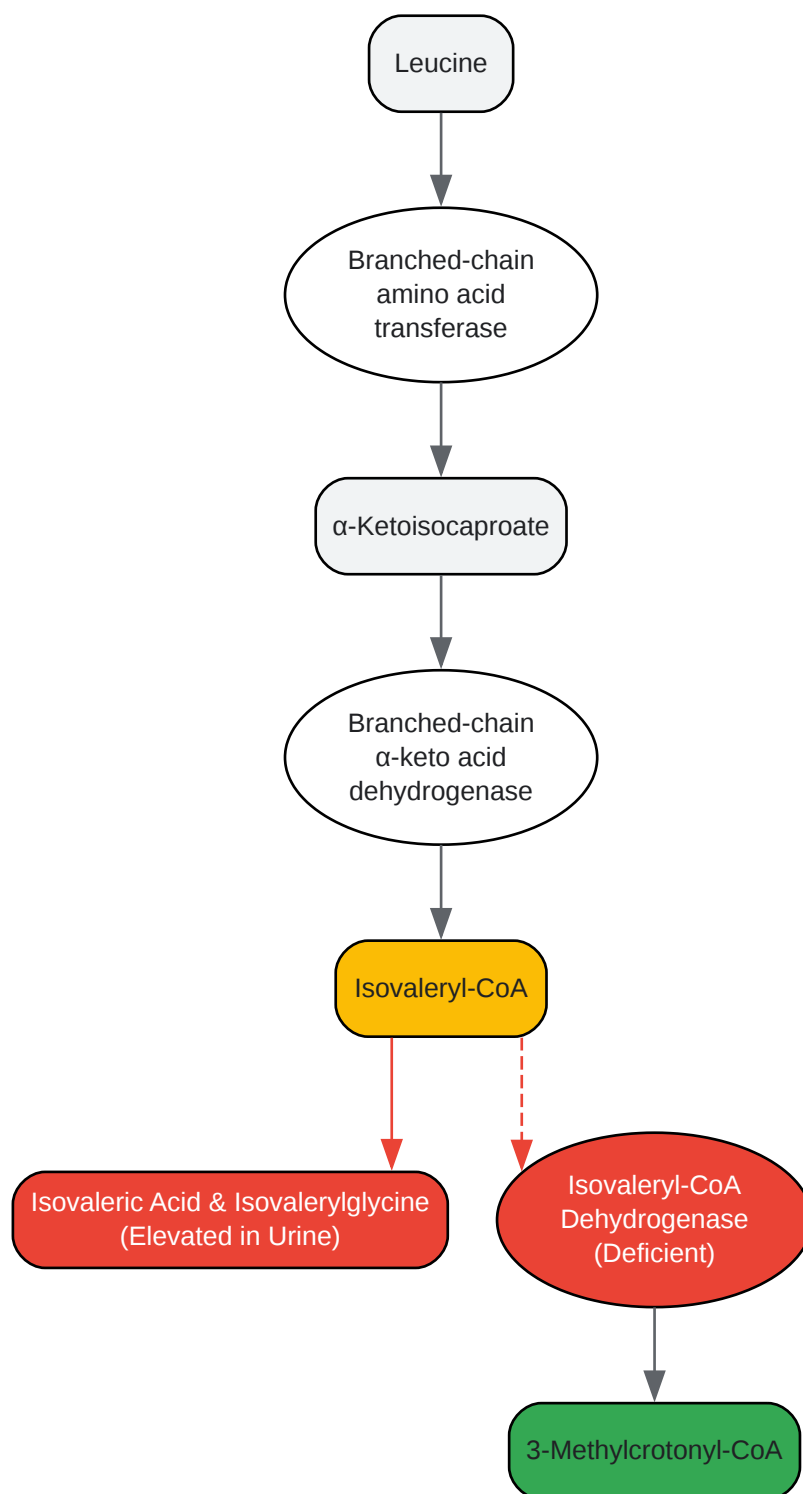 Leucine
Branched-chain
amino acid
transferase
α-Ketoisocaproate
Branched-chain
α-keto acid
dehydrogenase
Isovaleryl-CoA
Isovaleric Acid & Isovalerylglycine
(Elevated in Urine)
Isovaleryl-CoA
Dehydrogenase
(Deficient)
3-Methylcrotonyl-CoA